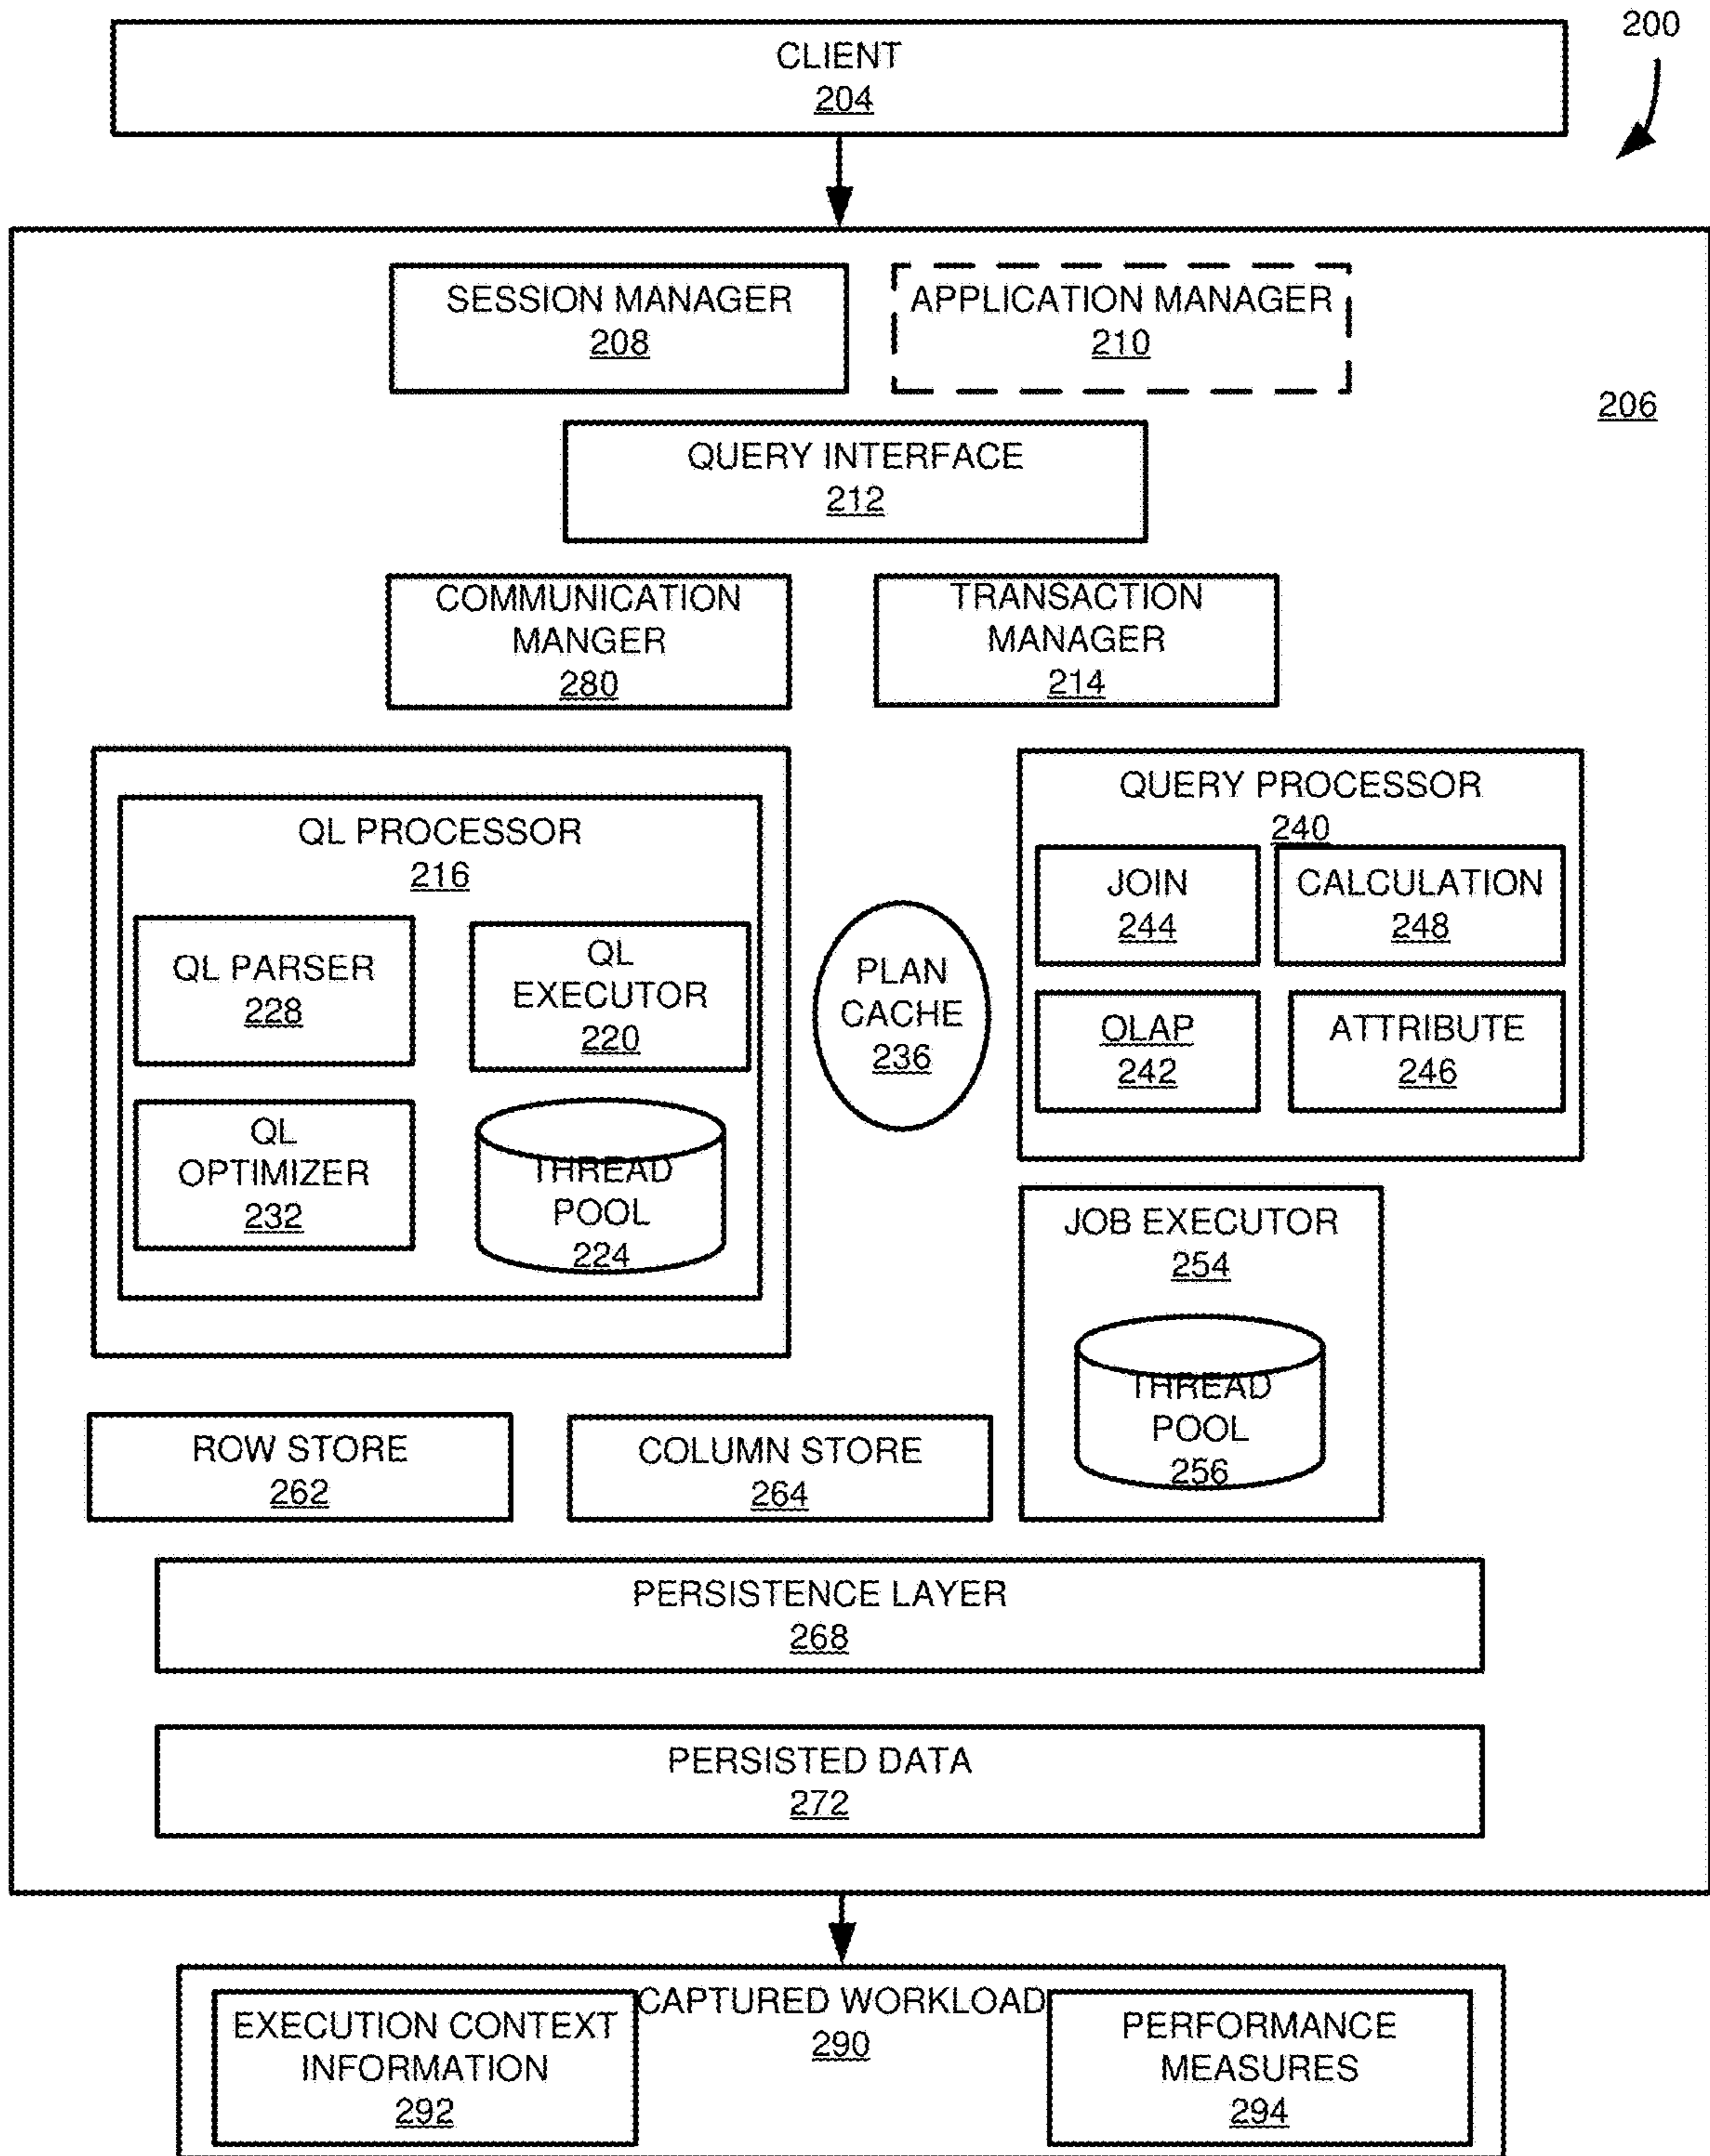 200
CLIENT
204
SESSION MANAGER
208
APPLICATION MANAGER
210
206
QUERY INTERFACE
212
COMMUNICATION
MANGER
280
TRANSACTION
MANAGER
214
QL PROCESSOR
216
QL PARSER
228
QL
EXECUTOR
220
QL
OPTIMIZER
232
THREAD
POOL
224
PLAN
CACHE
236
QUERY PROCESSOR
240
JOIN
244
CALCULATION
248
OLAP
242
ATTRIBUTE
246
JOB EXECUTOR
254
THREAD
POOL
256
ROW STORE
262
COLUMN STORE
264
PERSISTENCE LAYER
268
PERSISTED DATA
272
CAPTURED WORKLOAD
290
EXECUTION CONTEXT
INFORMATION
292
PERFORMANCE
MEASURES
294